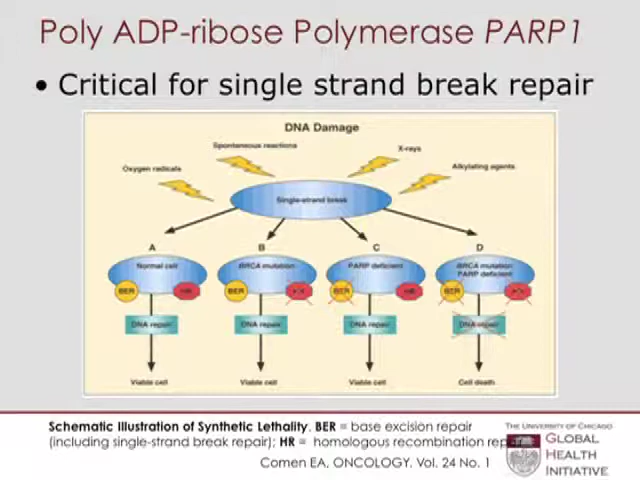 Poly ADP-ribose Polymerase PARP1
• Critical for single strand break repair
DNA Damage
Spontaneous reactions
X-rays
Oxygen radicals
Alkylating agents
Single-strand break
A B C D
Normal cell
BRCA mutation
PARP deficient
BRCA mutation
PARP deficient
BER HR BER HR BER HR BER HR
DNA repair DNA repair DNA repair DNA repair
Viable cell Viable cell Viable cell Cell death
Schematic Illustration of Synthetic Lethality. BER = base excision repair
(including single-strand break repair); HR = homologous recombination
Comen EA, ONCOLOGY. Vol. 24 No. 1
THE UNIVERSITY OF CHICAGO
GLOBAL
HEALTH
INITIATIVE